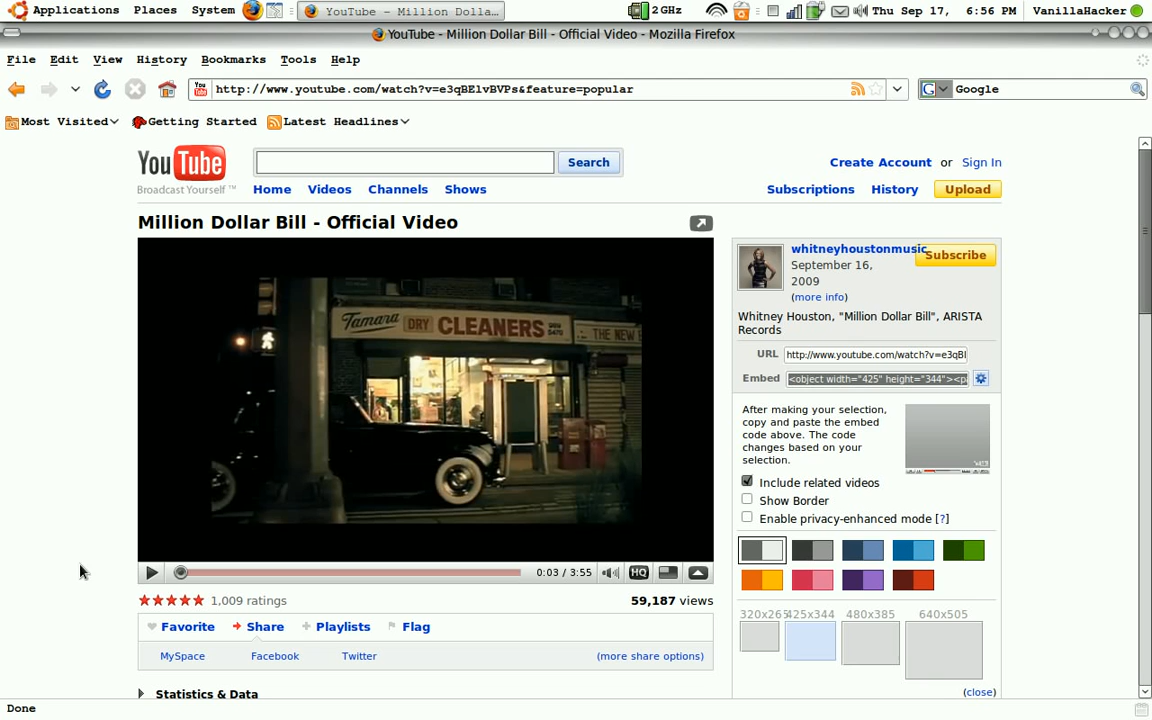 Applications Places System YouTube - Million Dolla... 2GHz Thu Sep 17, 6:56 PM VanillaHacker
YouTube - Million Dollar Bill - Official Video - Mozilla Firefox
File Edit View History Bookmarks Tools Help
http://www.youtube.com/watch?v=e3qBElvBVPs&feature=popular Google
Most Visited Getting Started Latest Headlines
YouTube Search Create Account or Sign In
Broadcast Yourself ™ Home Videos Channels Shows Subscriptions History Upload
Million Dollar Bill - Official Video
whitneyhoustonmusic Subscribe
September 16,
2009
(more info)
Whitney Houston, "Million Dollar Bill", ARISTA
Records
Tamara DRY CLEANERS THE NEW
URL http://www.youtube.com/watch?v=e3qBl
Embed <object width="425" height="344"><p
After making your selection,
copy and paste the embed
code above. The code
changes based on your
selection.
Include related videos
Show Border
Enable privacy-enhanced mode [?]
0:03 / 3:55 HQ
1,009 ratings 59,187 views
320x265 425x344 480x385 640x505
Favorite Share Playlists Flag
MySpace Facebook Twitter (more share options)
Statistics & Data (close)
Done